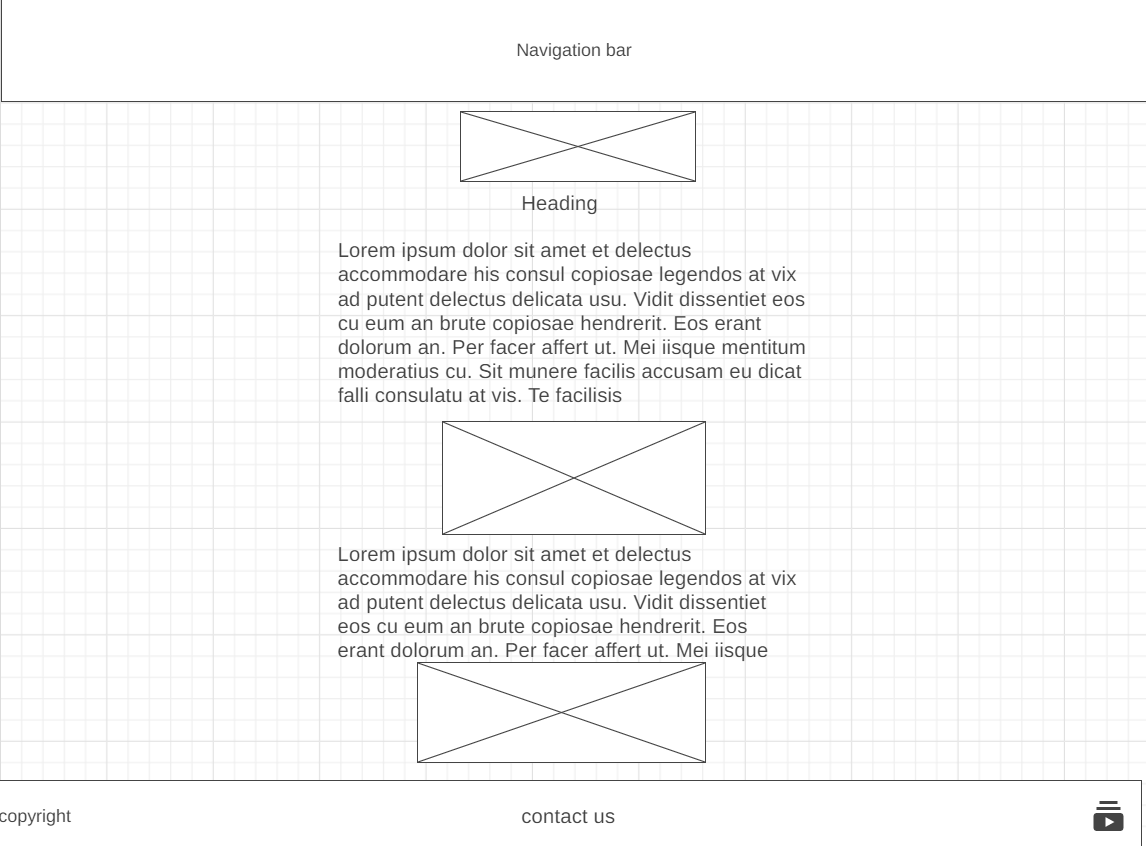 Navigation bar
Heading
Lorem ipsum dolor sit amet et delectus
accommodare his consul copiosae legendos at vix
ad putent delectus delicata usu. Vidit dissentiet eos
cu eum an brute copiosae hendrerit. Eos erant
dolorum an. Per facer affert ut. Mei iisque mentitum
moderatius cu. Sit munere facilis accusam eu dicat
falli consulatu at vis. Te facilisis
Lorem ipsum dolor sit amet et delectus
accommodare his consul copiosae legendos at vix
ad putent delectus delicata usu. Vidit dissentiet
eos cu eum an brute copiosae hendrerit. Eos
erant dolorum an. Per facer affert ut. Mei iisque
copyright
contact us